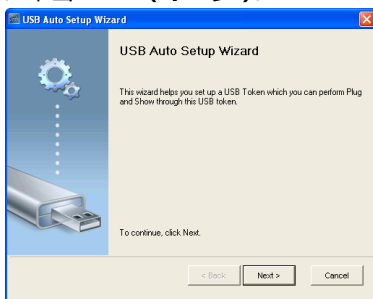 USB Auto Setup Wizard
USB Auto Setup Wizard
This wizard helps you set up a USB Token which you can perform Plug
and Show through this USB token.
To continue, click Next.
< Back
Next >
Cancel